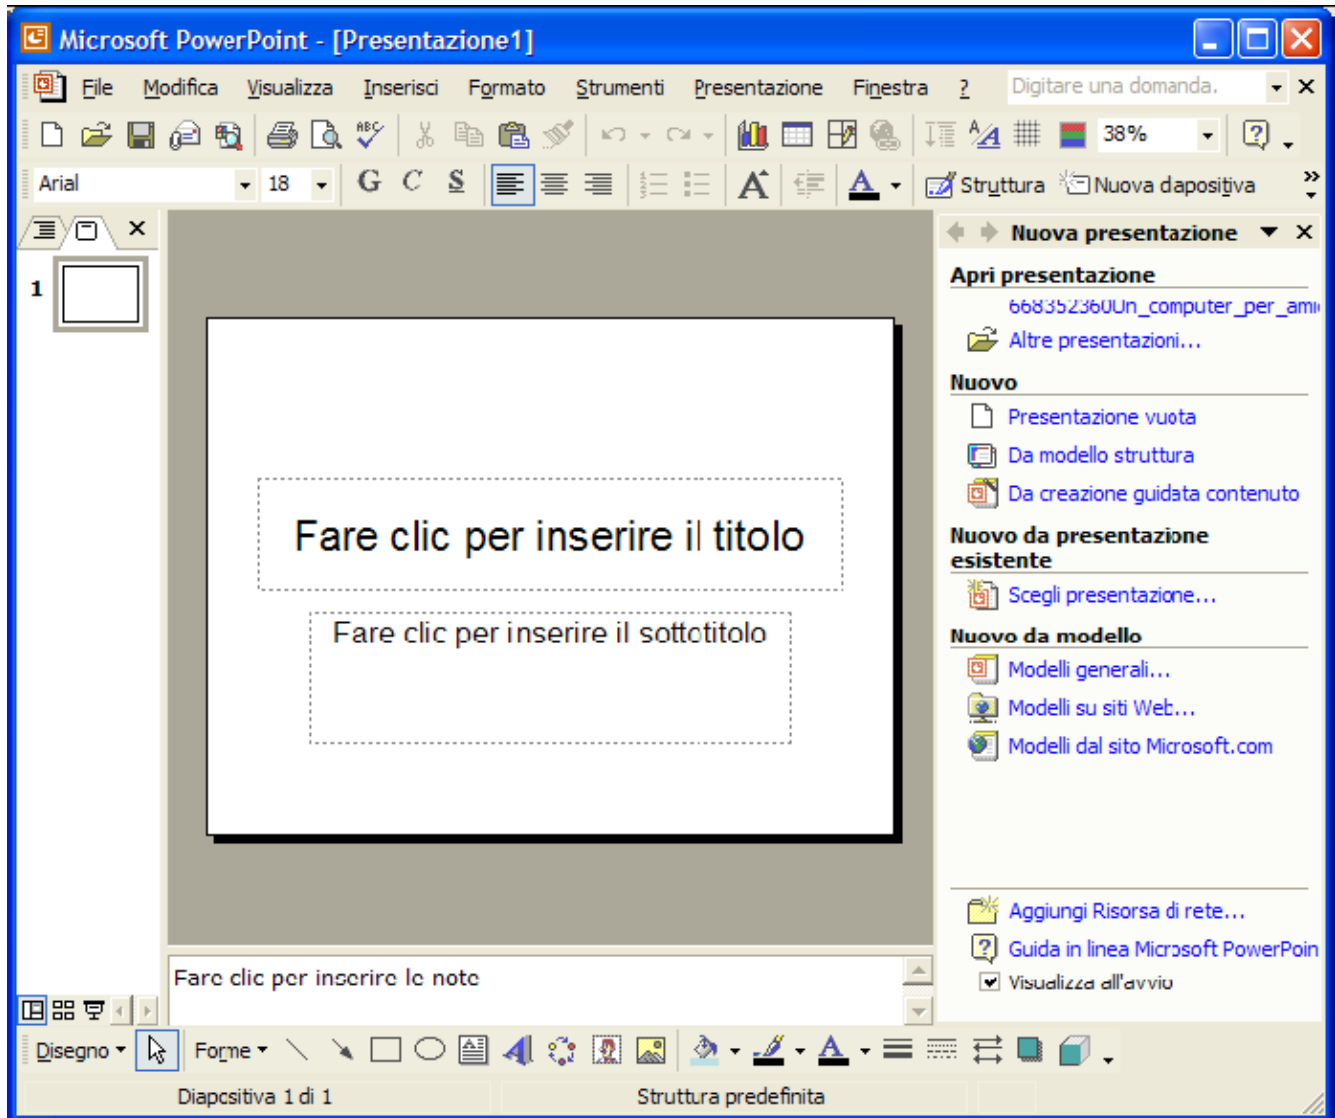 Microsoft PowerPoint - [Presentazione1]
File Modifica Visualizza Inserisci Formato Strumenti Presentazione Finestra ? Digitare una domanda.
ABC 38%
Arial 18 G C S A A Struttura Nuova dapositiva
Nuova presentazione
1
Apri presentazione
668352360Un_computer_per_ami
Altre presentazioni...
Nuovo
Presentazione vuota
Da modello struttura
Da creazione guidata contenuto
Nuovo da presentazione
esistente
Scegli presentazione...
Nuovo da modello
Modelli generali...
Modelli su siti Web...
Modelli dal sito Microsoft.com
Fare clic per inserire il titolo
Fare clic per inserire il sottotitolo
Aggiungi Risorsa di rete...
Guida in linea Microsoft PowerPoin
Visualizza all'avvio
Fare clic per inserire le note
Disegno Forme A A
Diapositiva 1 di 1 Struttura predefinita